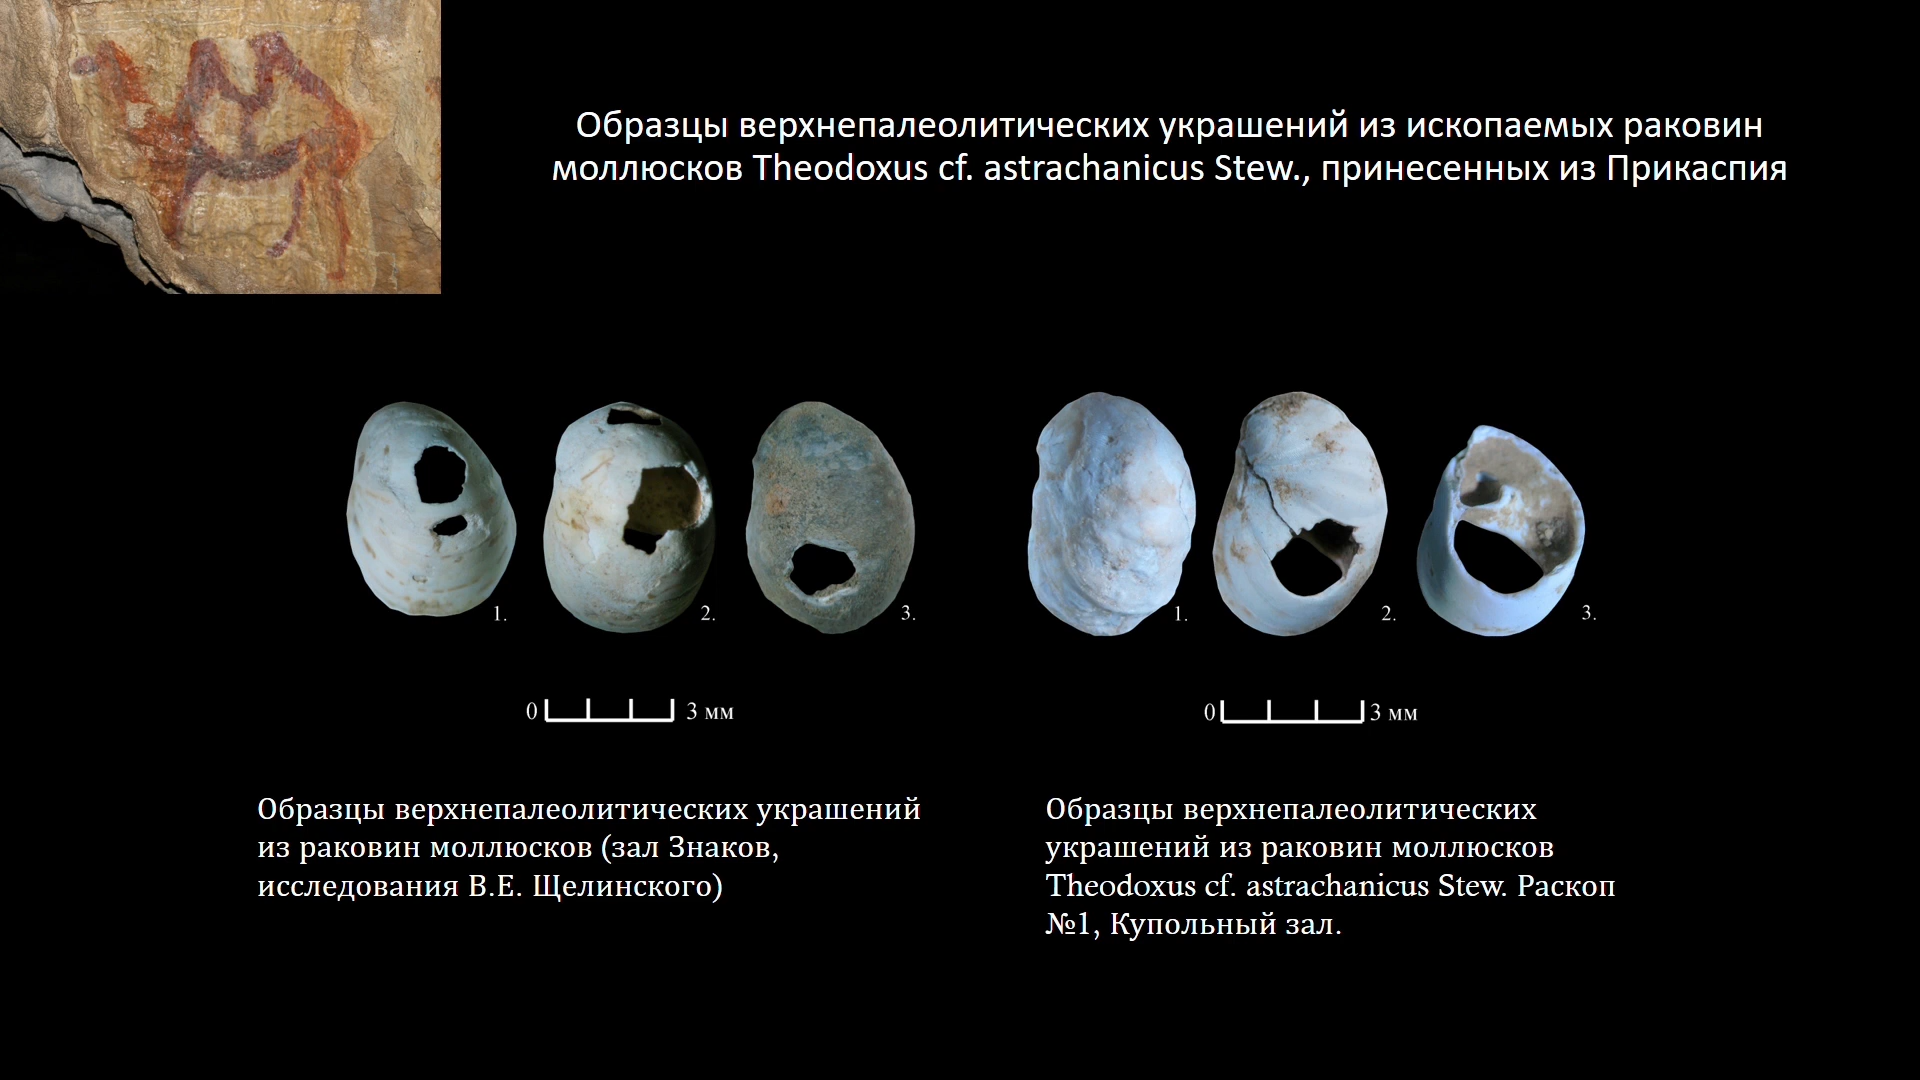 Образцы верхнепалеолитических украшений из ископаемых раковин
моллюсков Theodoxus cf. astrachanicus Stew., принесенных из Прикаспия
1.
2.
3.
1.
2.
3.
0
3 мм
0
3 мм
Образцы верхнепалеолитических украшений
из раковин моллюсков (зал Знаков,
исследования В.Е. Щелинского)
Образцы верхнепалеолитических
украшений из раковин моллюсков
Theodoxus cf. astrachanicus Stew. Раскоп
№1, Купольный зал.